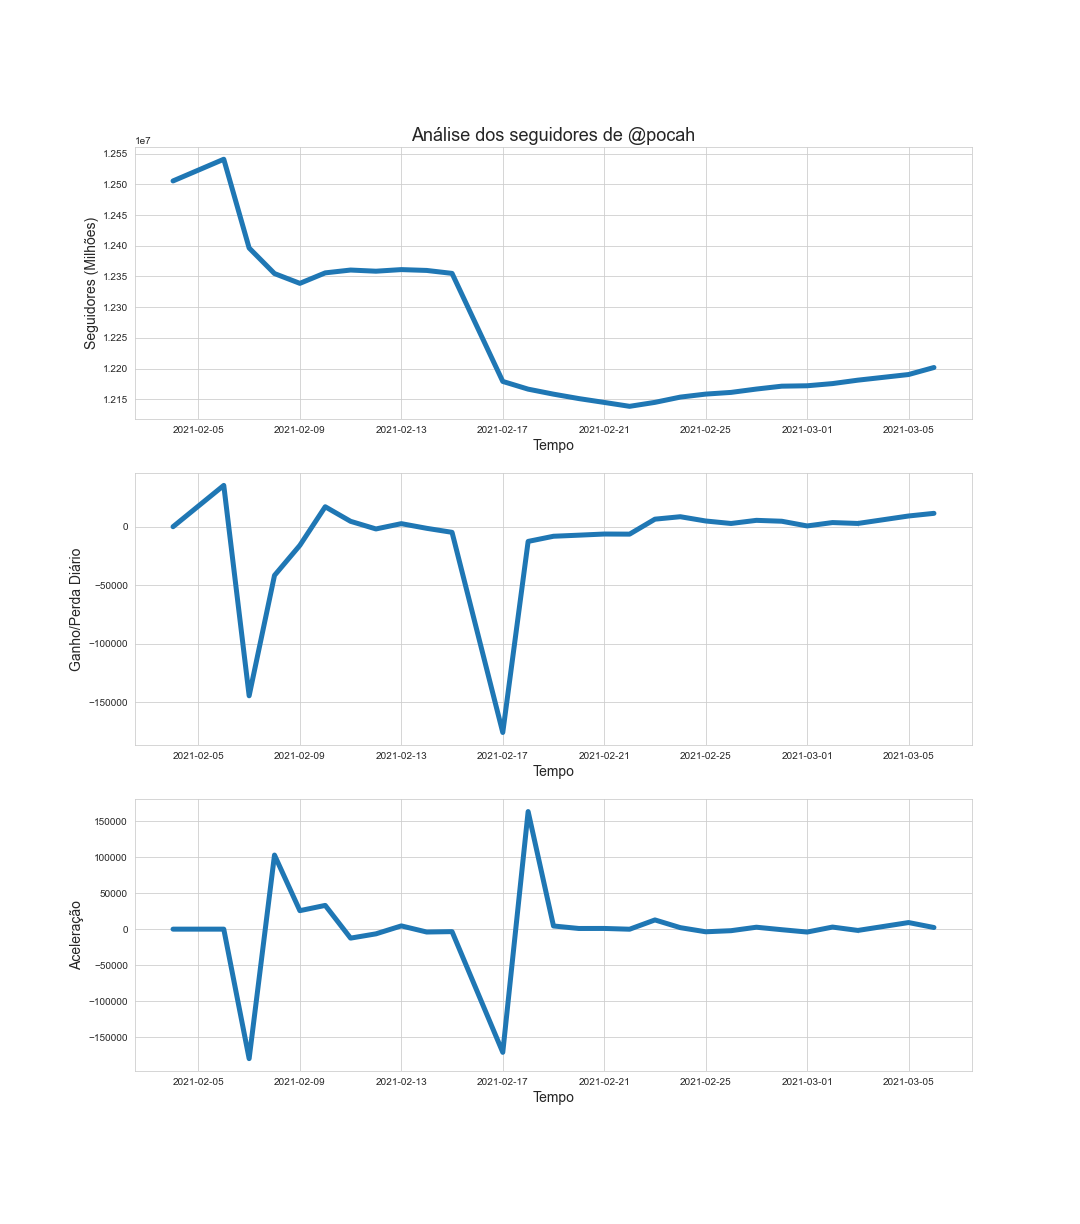 Análise dos seguidores de @pocah
1e7
1.255
1.250
1.245
1.240
1.235
1.230
1.225
1.220
1.215
Seguidores (Milhões)
2021-02-05 2021-02-09 2021-02-13 2021-02-17 2021-02-21 2021-02-25 2021-03-01 2021-03-05
Tempo
0
−50000
−100000
−150000
Ganho/Perda Diário
2021-02-05 2021-02-09 2021-02-13 2021-02-17 2021-02-21 2021-02-25 2021-03-01 2021-03-05
Tempo
150000
100000
50000
0
−50000
−100000
−150000
Aceleração
2021-02-05 2021-02-09 2021-02-13 2021-02-17 2021-02-21 2021-02-25 2021-03-01 2021-03-05
Tempo